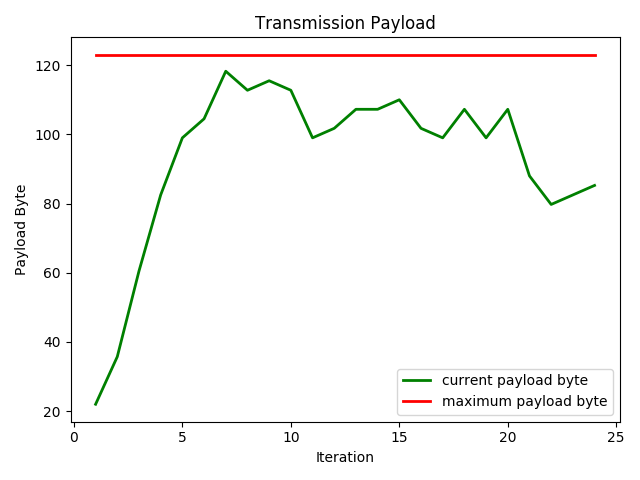 Transmission Payload
120
100
80
60
40
20
Payload Byte
0
5
10
15
20
25
Iteration
current payload byte
maximum payload byte